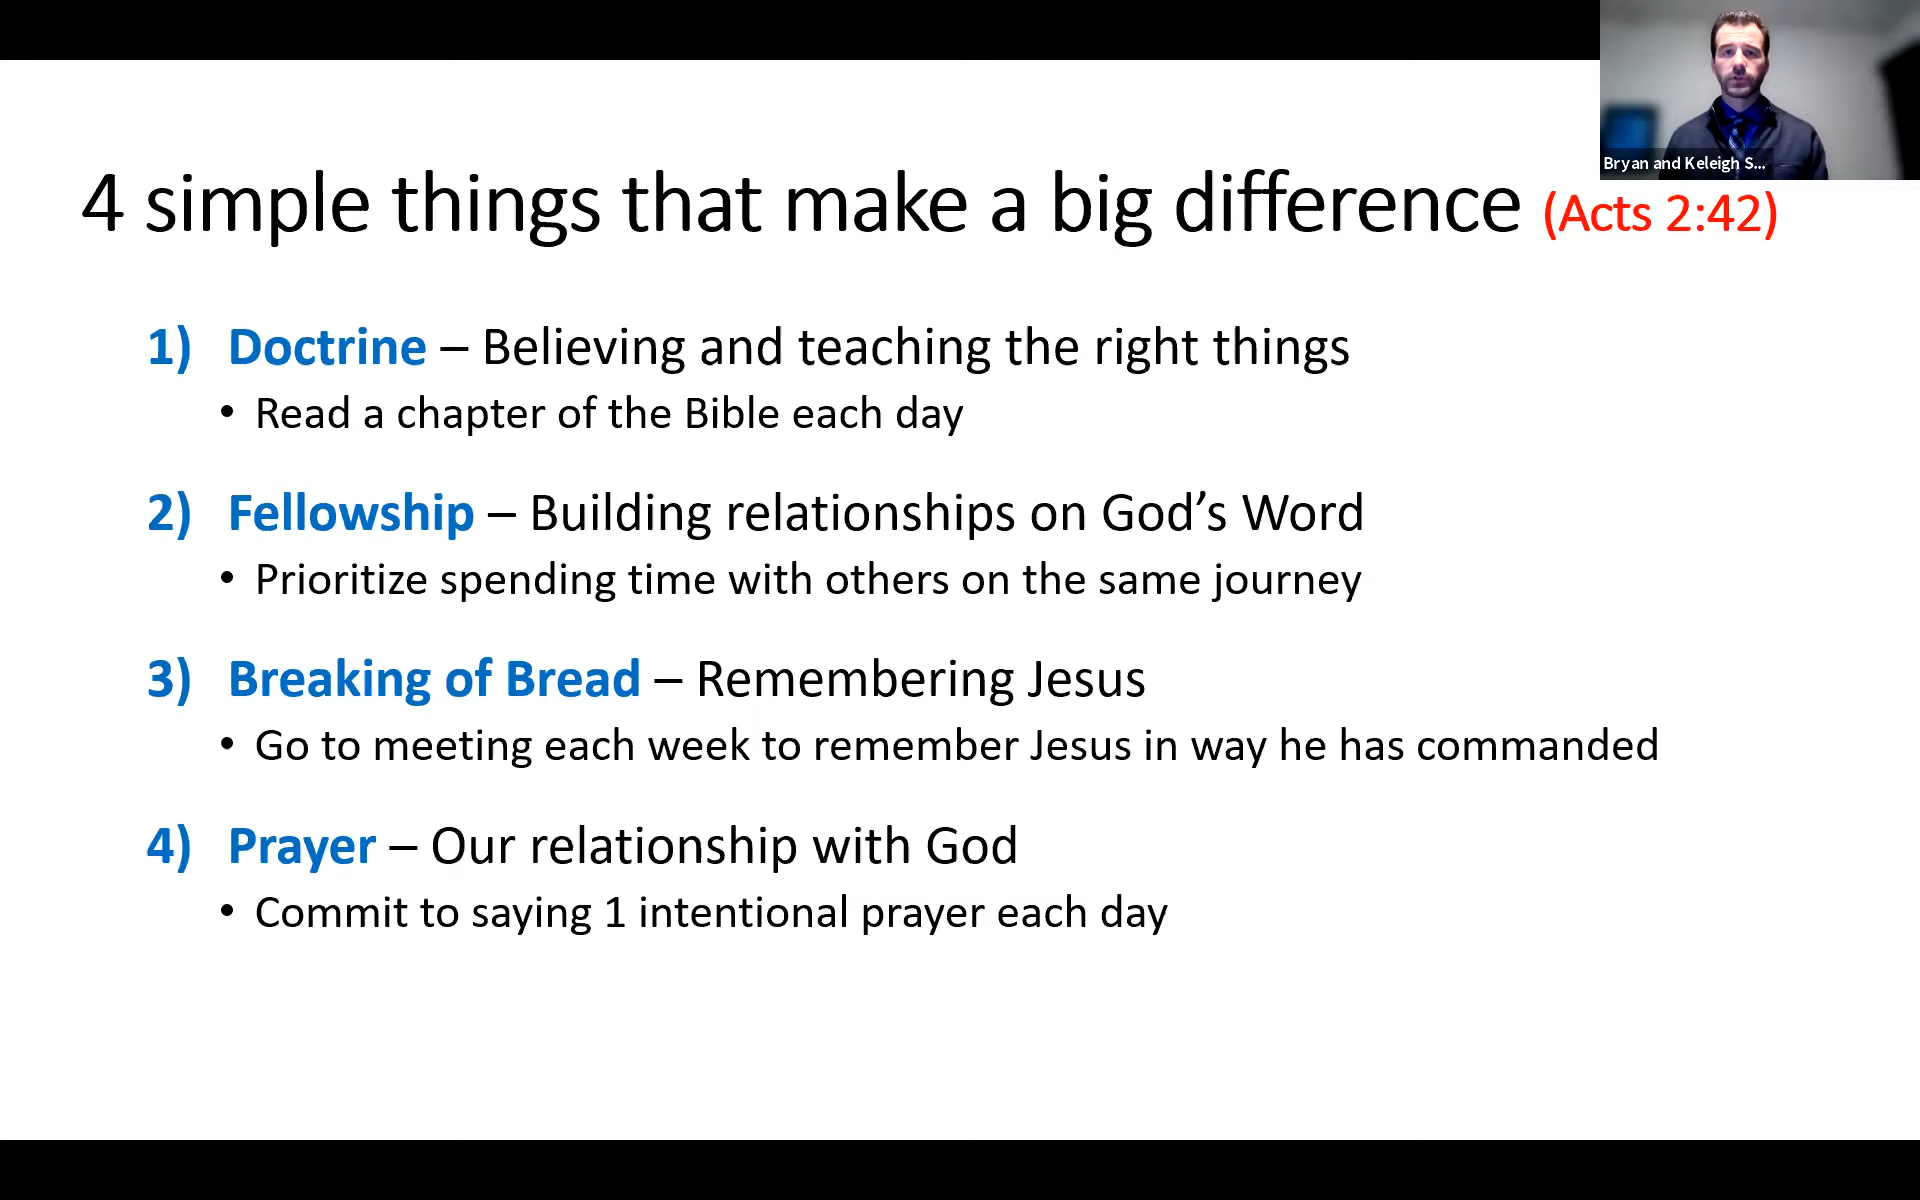 Bryan and Keleigh S...
4 simple things that make a big difference (Acts 2:42)
1) Doctrine – Believing and teaching the right things
• Read a chapter of the Bible each day
2) Fellowship – Building relationships on God’s Word
• Prioritize spending time with others on the same journey
3) Breaking of Bread – Remembering Jesus
• Go to meeting each week to remember Jesus in way he has commanded
4) Prayer – Our relationship with God
• Commit to saying 1 intentional prayer each day